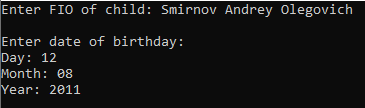 Enter FIO of child: Smirnov Andrey Olegovich
Enter date of birthday:
Day: 12
Month: 08
Year: 2011